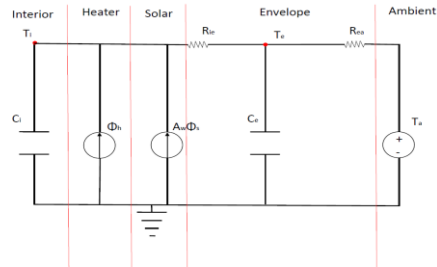 Interior Heater Solar Envelope Ambient
Ti Rie Te Rea
Ci Φh AwΦs Ce Ta
+
-